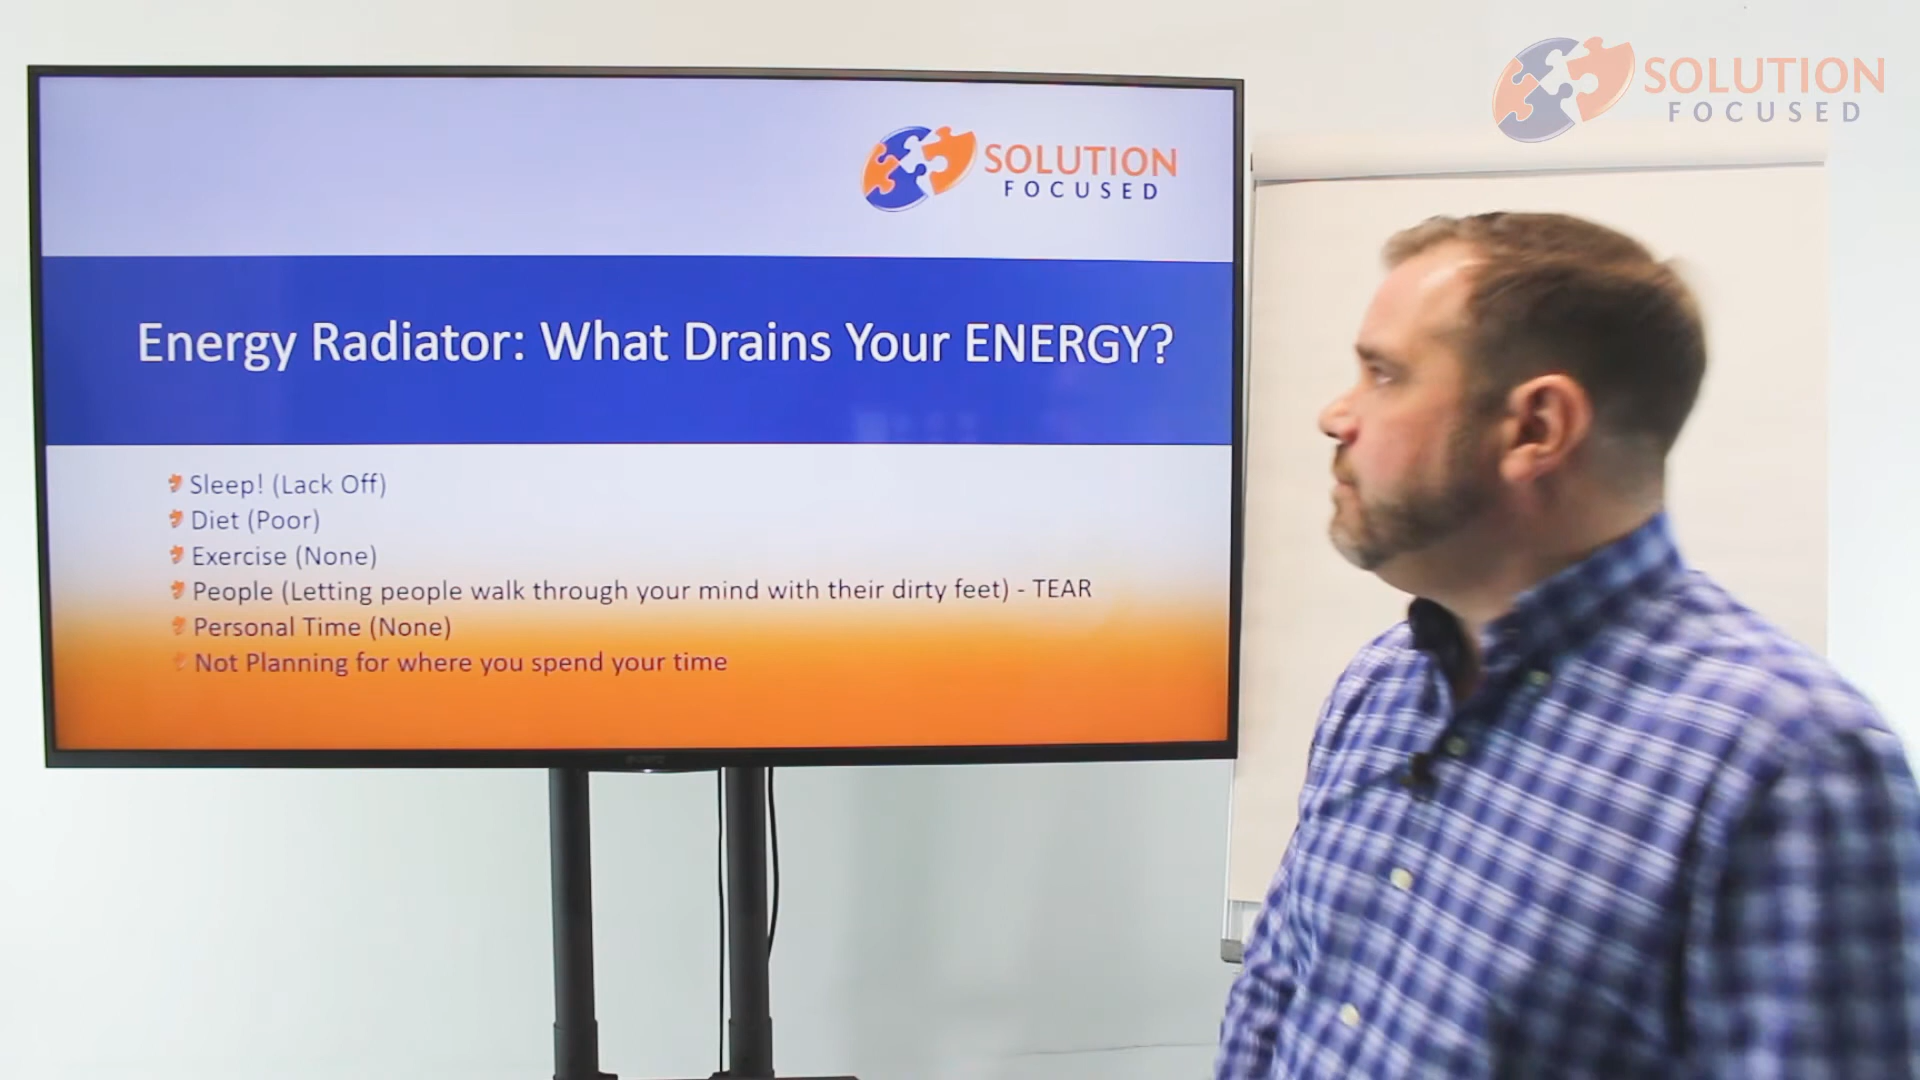 SOLUTION
FOCUSED
SOLUTION
FOCUSED
Energy Radiator: What Drains Your ENERGY?
Sleep! (Lack Off)
Diet (Poor)
Exercise (None)
People (Letting people walk through your mind with their dirty feet) - TEAR
Personal Time (None)
Not Planning for where you spend your time